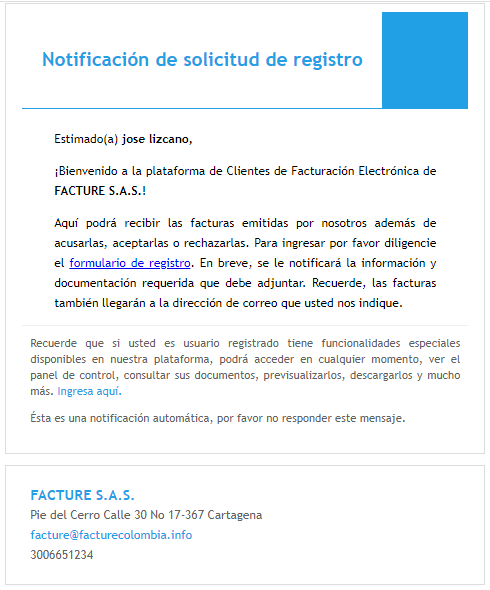 Notificación de solicitud de registro
Estimado(a) jose lizcano,
¡Bienvenido a la plataforma de Clientes de Facturación Electrónica de
FACTURE S.A.S.!
Aquí podrá recibir las facturas emitidas por nosotros además de
acusarlas, aceptarlas o rechazarlas. Para ingresar por favor diligencie
el formulario de registro. En breve, se le notificará la información y
documentación requerida que debe adjuntar. Recuerde, las facturas
también llegarán a la dirección de correo que usted nos indique.
Recuerde que si usted es usuario registrado tiene funcionalidades especiales
disponibles en nuestra plataforma, podrá acceder en cualquier momento, ver el
panel de control, consultar sus documentos, previsualizarlos, descargarlos y mucho
más. Ingresa aquí.
Ésta es una notificación automática, por favor no responder este mensaje.
FACTURE S.A.S.
Pie del Cerro Calle 30 No 17-367 Cartagena
facture@facturecolombia.info
3006651234